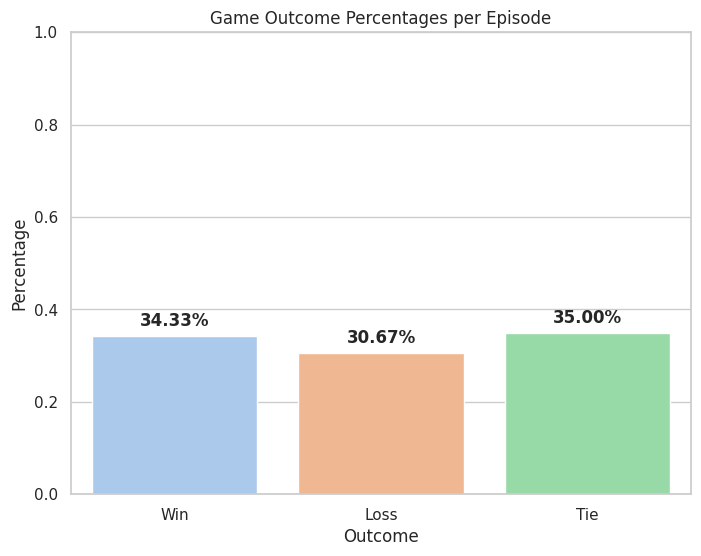 Game Outcome Percentages per Episode
1.0
0.8
0.6
0.4
0.2
0.0
Percentage
34.33%
30.67%
35.00%
Win
Loss
Tie
Outcome